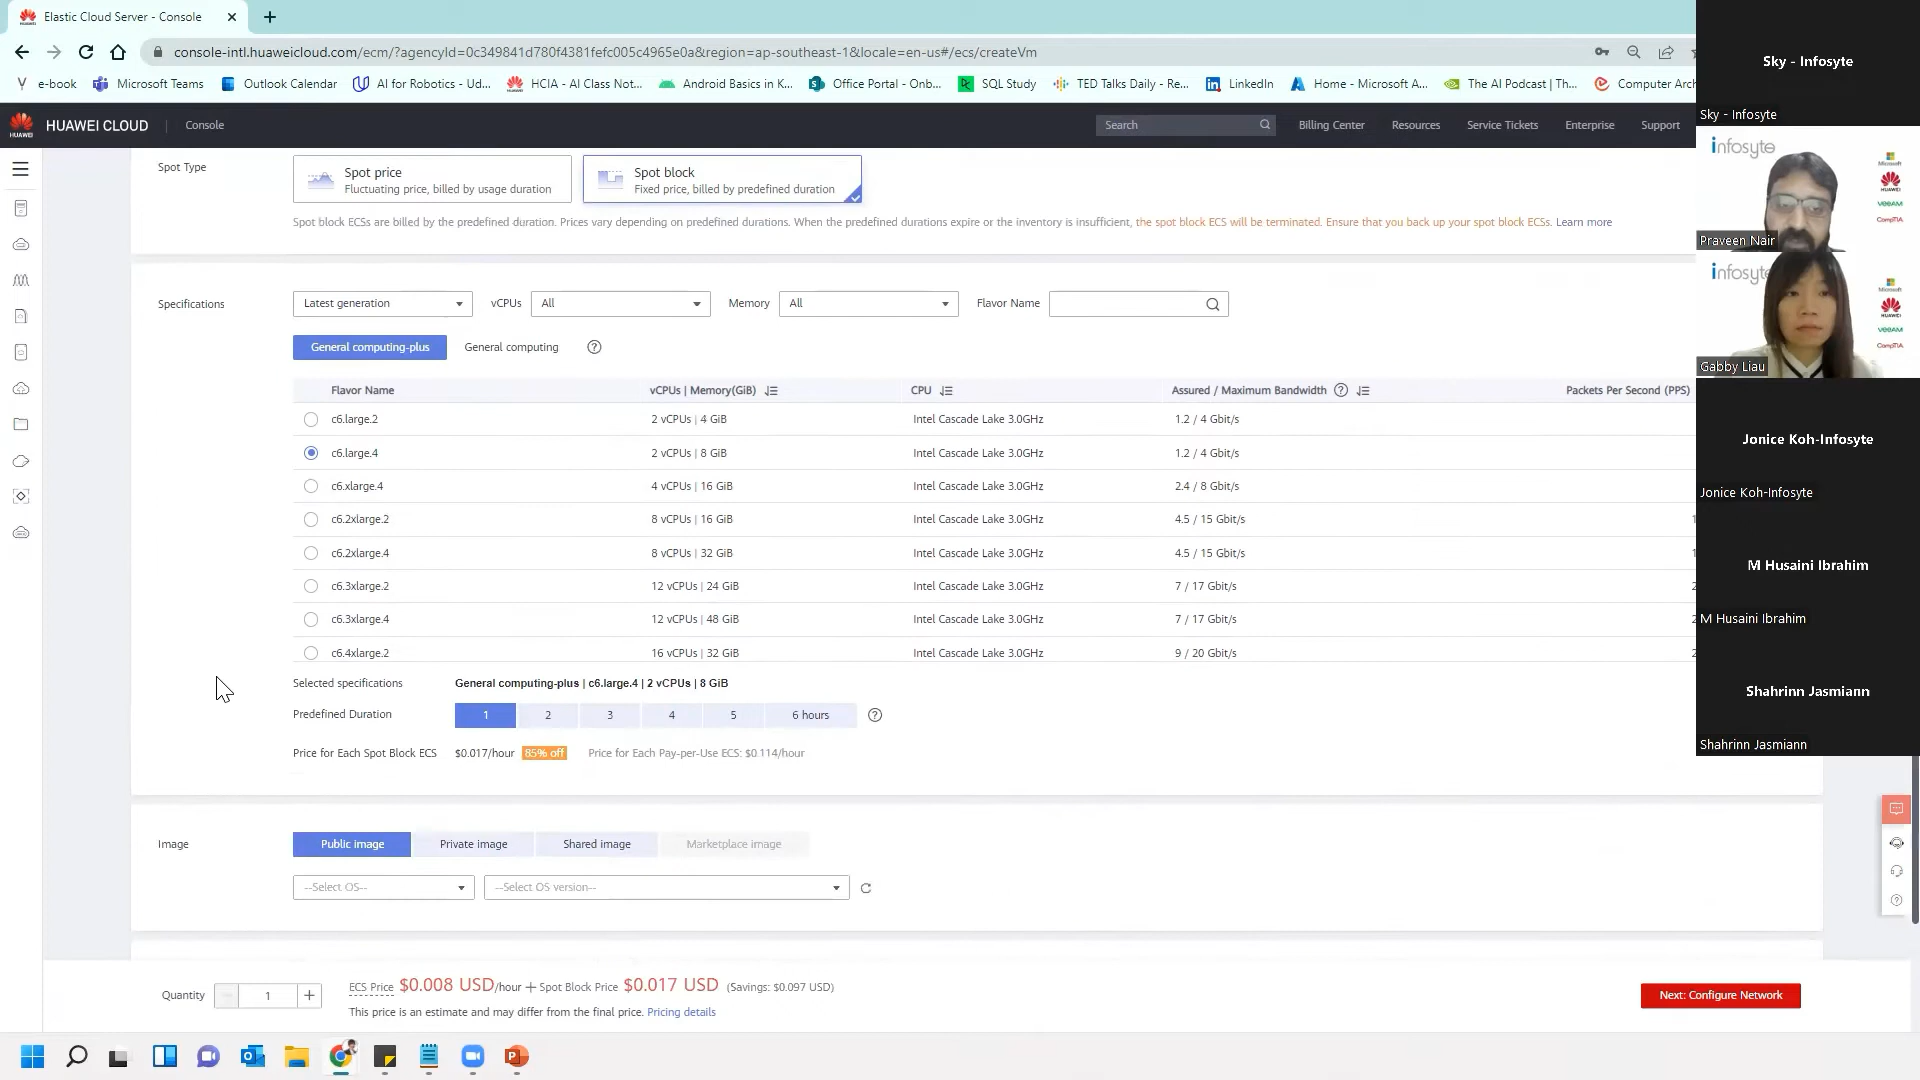 Elastic Cloud Server - Console
console-intl.huaweicloud.com/ecm/?agencyId=0c349841d780f4381fefc005c4965e0a&region=ap-southeast-1&locale=en-us#/ecs/createVm
e-book
Microsoft Teams
Outlook Calendar
AI for Robotics - Ud...
HCIA - AI Class Not...
Android Basics in K...
Office Portal - Onb...
SQL Study
TED Talks Daily - Re...
LinkedIn
Home - Microsoft A...
The AI Podcast | Th...
Computer Arch
HUAWEI
HUAWEI CLOUD
Console
Search
Billing Center
Resources
Service Tickets
Enterprise
Support
Spot Type
Spot price
Fluctuating price, billed by usage duration
Spot block
Fixed price, billed by predefined duration
Spot block ECSs are billed by the predefined duration. Prices vary depending on predefined durations. When the predefined durations expire or the inventory is insufficient, the spot block ECS will be terminated. Ensure that you back up your spot block ECSs. Learn more
Specifications
Latest generation
vCPUs
All
Memory
All
Flavor Name
General computing-plus
General computing
Flavor Name vCPUs | Memory(GiB) CPU Assured / Maximum Bandwidth Packets Per Second (PPS)
c6.large.2 2 vCPUs | 4 GiB Intel Cascade Lake 3.0GHz 1.2 / 4 Gbit/s
c6.large.4 2 vCPUs | 8 GiB Intel Cascade Lake 3.0GHz 1.2 / 4 Gbit/s
c6.xlarge.4 4 vCPUs | 16 GiB Intel Cascade Lake 3.0GHz 2.4 / 8 Gbit/s
c6.2xlarge.2 8 vCPUs | 16 GiB Intel Cascade Lake 3.0GHz 4.5 / 15 Gbit/s
c6.2xlarge.4 8 vCPUs | 32 GiB Intel Cascade Lake 3.0GHz 4.5 / 15 Gbit/s
c6.3xlarge.2 12 vCPUs | 24 GiB Intel Cascade Lake 3.0GHz 7 / 17 Gbit/s
c6.3xlarge.4 12 vCPUs | 48 GiB Intel Cascade Lake 3.0GHz 7 / 17 Gbit/s
c6.4xlarge.2 16 vCPUs | 32 GiB Intel Cascade Lake 3.0GHz 9 / 20 Gbit/s
Selected specifications General computing-plus | c6.large.4 | 2 vCPUs | 8 GiB
Predefined Duration 1 2 3 4 5 6 hours
Price for Each Spot Block ECS $0.017/hour 85% off Price for Each Pay-per-Use ECS: $0.114/hour
Image
Public image
Private image
Shared image
Marketplace image
--Select OS--
--Select OS version--
Quantity
1
ECS Price $0.008 USD/hour + Spot Block Price $0.017 USD (Savings: $0.097 USD)
This price is an estimate and may differ from the final price. Pricing details
Next: Configure Network
Sky - Infosyte
Sky - Infosyte
infosyte
Microsoft
HUAWEI
VEEAM
CompTIA
Praveen Nair
infosyte
Microsoft
HUAWEI
VEEAM
CompTIA
Gabby Liau
Jonice Koh-Infosyte
Jonice Koh-Infosyte
M Husaini Ibrahim
M Husaini Ibrahim
Shahrinn Jasmiann
Shahrinn Jasmiann